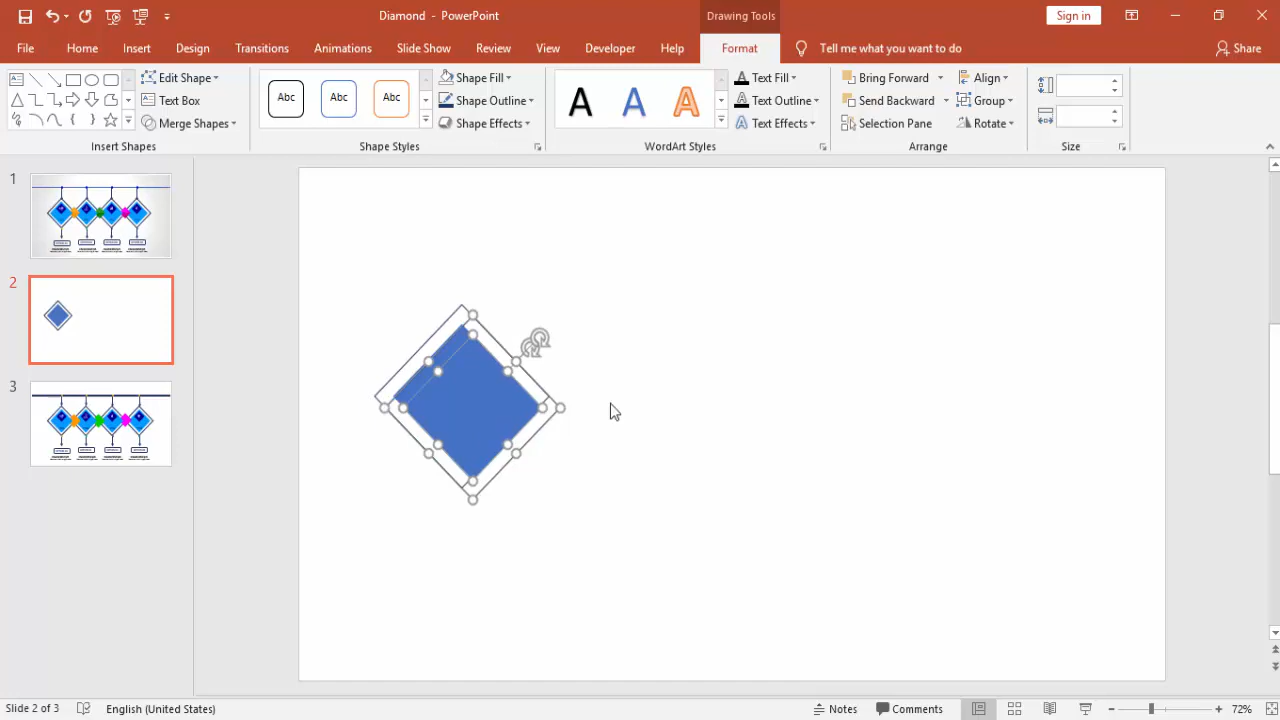 Diamond - PowerPoint
Drawing Tools
Sign in
File
Home
Insert
Design
Transitions
Animations
Slide Show
Review
View
Developer
Help
Format
Tell me what you want to do
Share
Edit Shape
Text Box
Merge Shapes
Insert Shapes
Abc
Abc
Abc
Shape Fill
Shape Outline
Shape Effects
Shape Styles
A
A
A
Text Fill
Text Outline
Text Effects
WordArt Styles
Bring Forward
Send Backward
Selection Pane
Align
Group
Rotate
Arrange
Size
1
2
3
Slide 2 of 3
English (United States)
Notes
Comments
72%